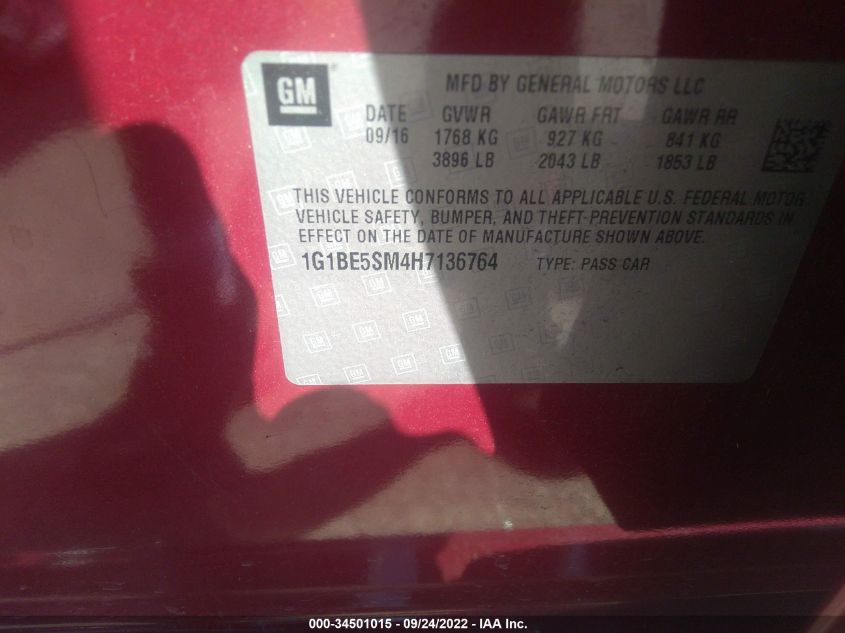 GM
MFD BY GENERAL MOTORS LLC
DATE GVWR GAWR FRT GAWR RR
09/16 1768 KG 927 KG 841 KG
3896 LB 2043 LB 1853 LB
THIS VEHICLE CONFORMS TO ALL APPLICABLE U.S. FEDERAL MOTOR
VEHICLE SAFETY, BUMPER, AND THEFT-PREVENTION STANDARDS IN
EFFECT ON THE DATE OF MANUFACTURE SHOWN ABOVE.
1G1BE5SM4H7136764 TYPE: PASS CAR
000-34501015 - 09/24/2022 - IAA Inc.